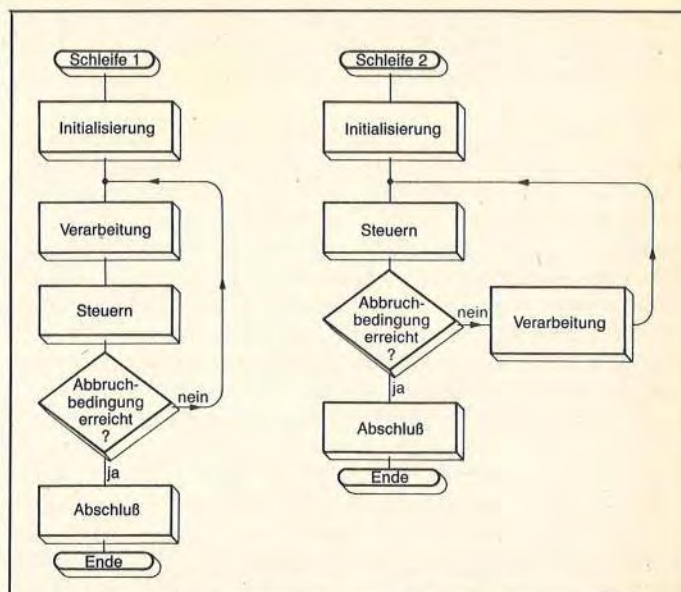 Schleife 1
Initialisierung
Verarbeitung
Steuern
Abbruch-
bedingung
erreicht
?
nein
ja
Abschluß
Ende
Schleife 2
Initialisierung
Steuern
Abbruch-
bedingung
erreicht
?
nein
Verarbeitung
ja
Abschluß
Ende